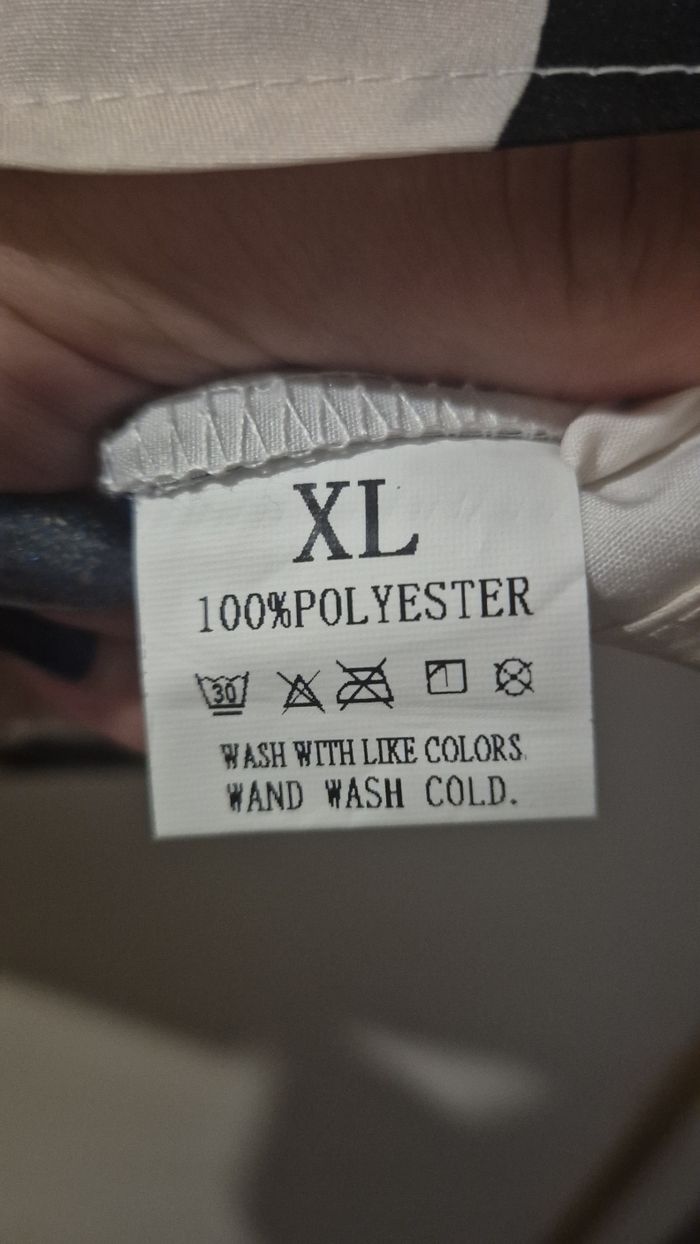 XL
100%POLYESTER
30
WASH WITH LIKE COLORS.
WAND WASH COLD.